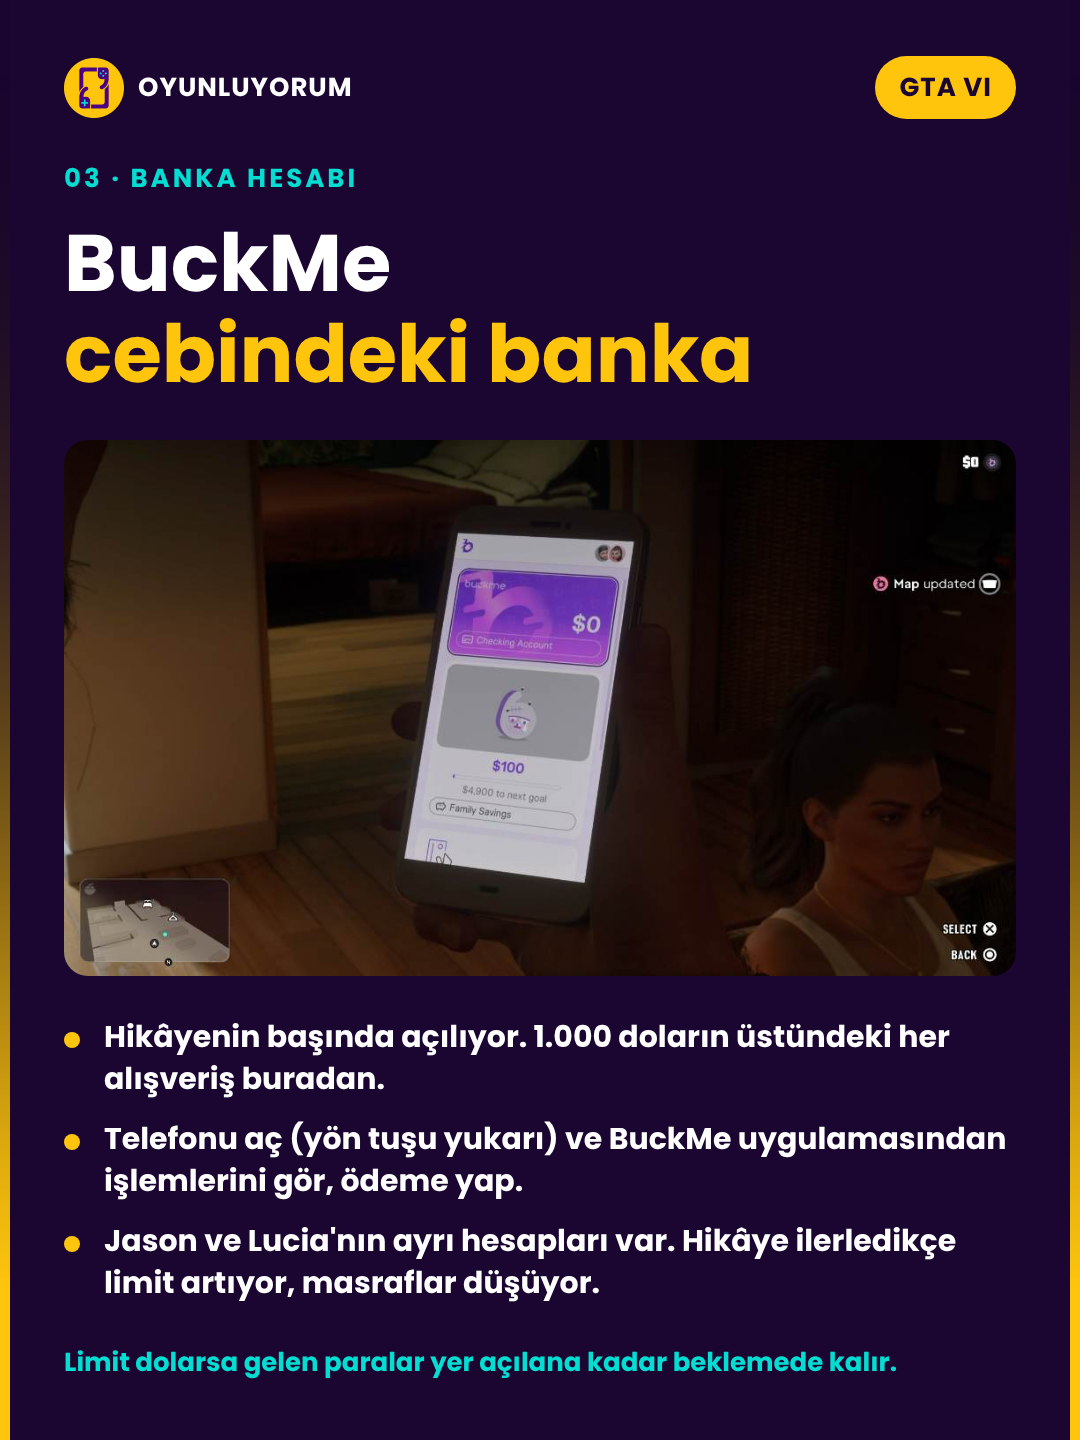 OYUNLUYORUM
GTA VI
03 · BANKA HESABI
BuckMe
cebindeki banka
$0
Map updated
buckme
$0
Checking Account
$100
$4,900 to next goal
Family Savings
SELECT
BACK
Hikâyenin başında açılıyor. 1.000 doların üstündeki her
alışveriş buradan.
Telefonu aç (yön tuşu yukarı) ve BuckMe uygulamasından
işlemlerini gör, ödeme yap.
Jason ve Lucia'nın ayrı hesapları var. Hikâye ilerledikçe
limit artıyor, masraflar düşüyor.
Limit dolarsa gelen paralar yer açılana kadar beklemede kalır.